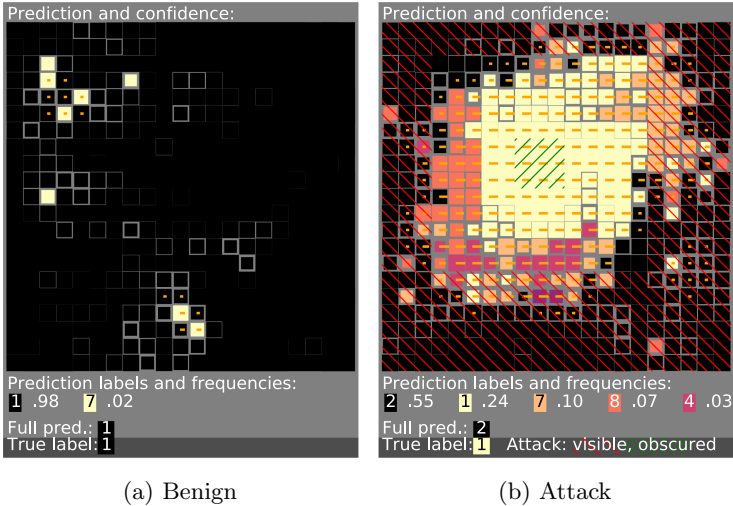 Prediction and confidence:
Prediction labels and frequencies:
1 .98 7 .02
Full pred.: 1
True label: 1
(a) Benign
Prediction and confidence:
Prediction labels and frequencies:
2 .55 1 .24 7 .10 8 .07 4 .03
Full pred.: 2
True label: 1 Attack: visible, obscured
(b) Attack